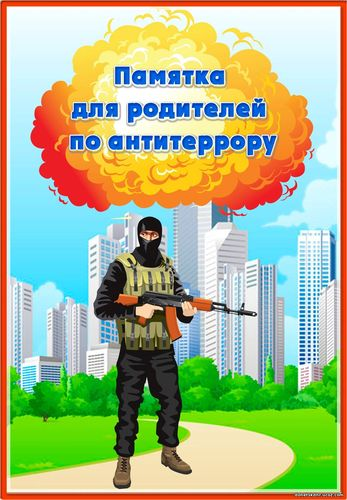 Памятка
для родителей
по антитеррору